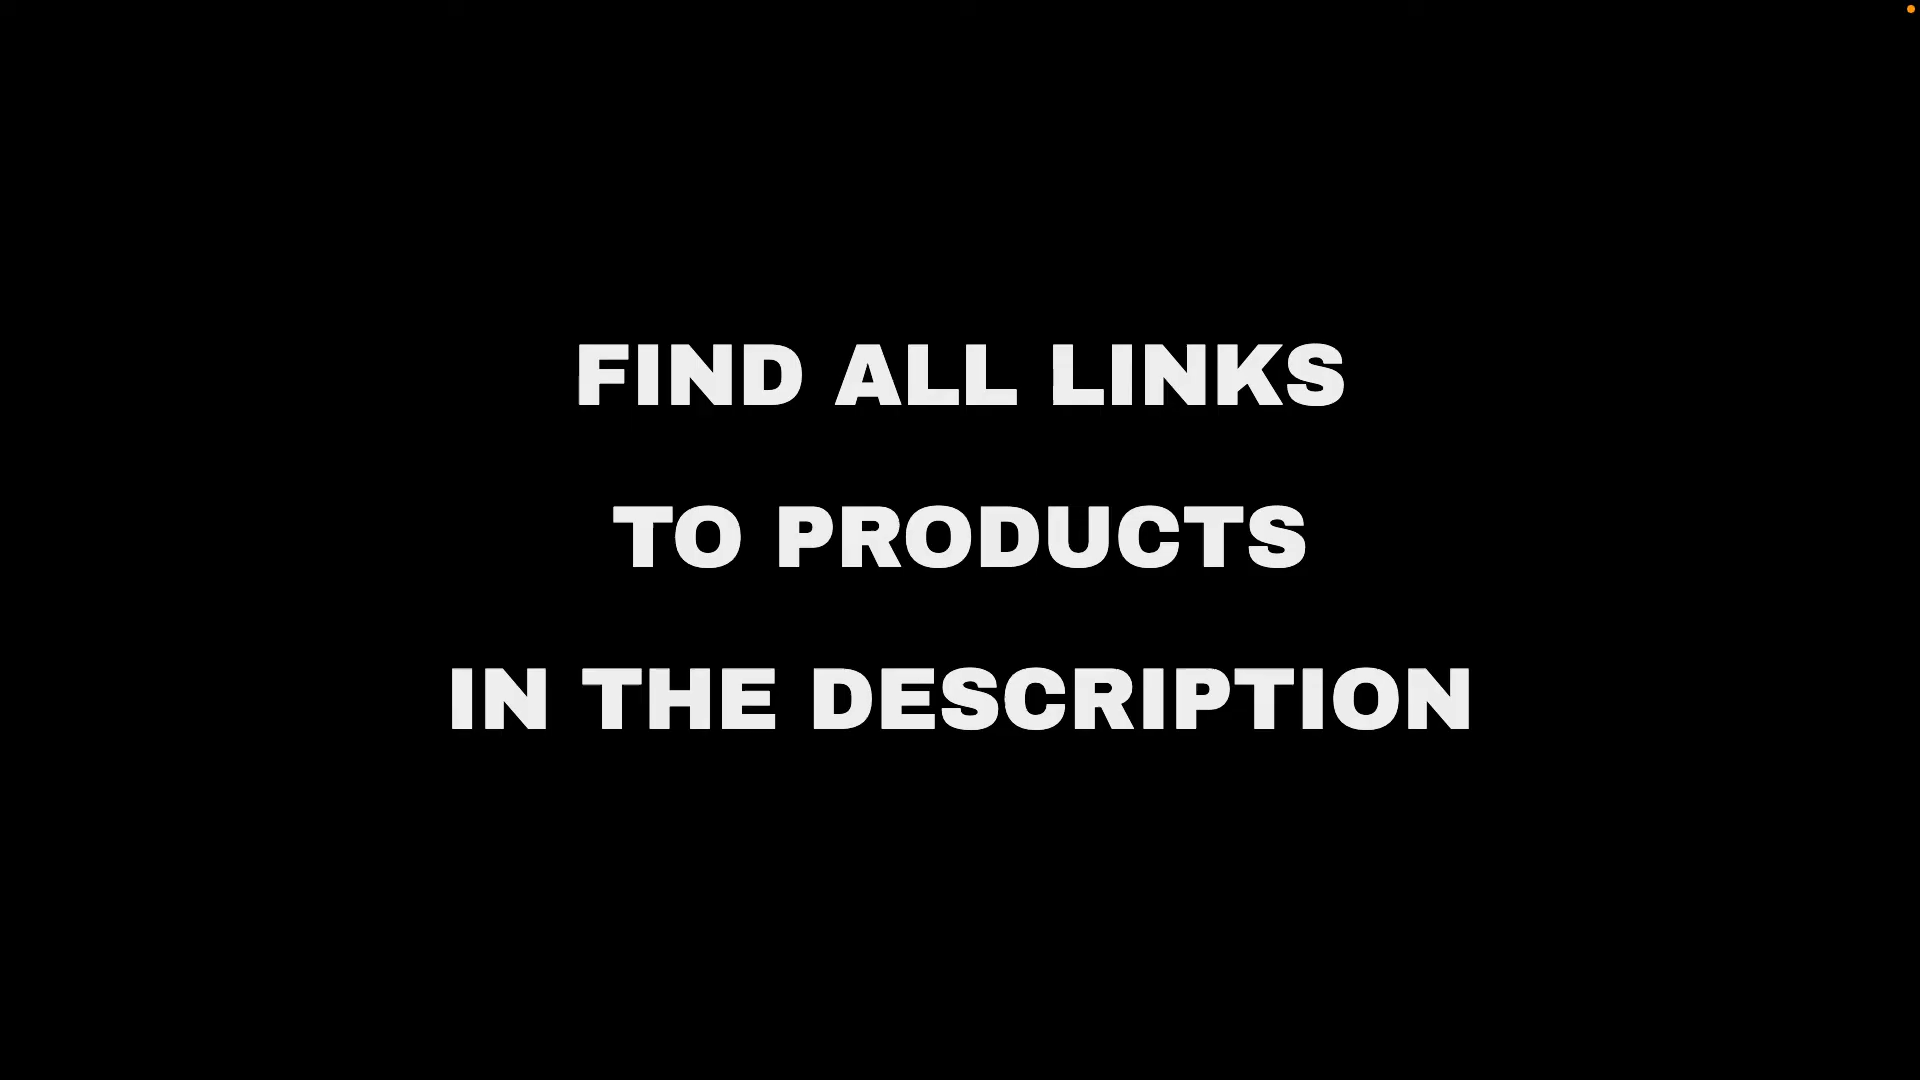 FIND ALL LINKS
TO PRODUCTS
IN THE DESCRIPTION